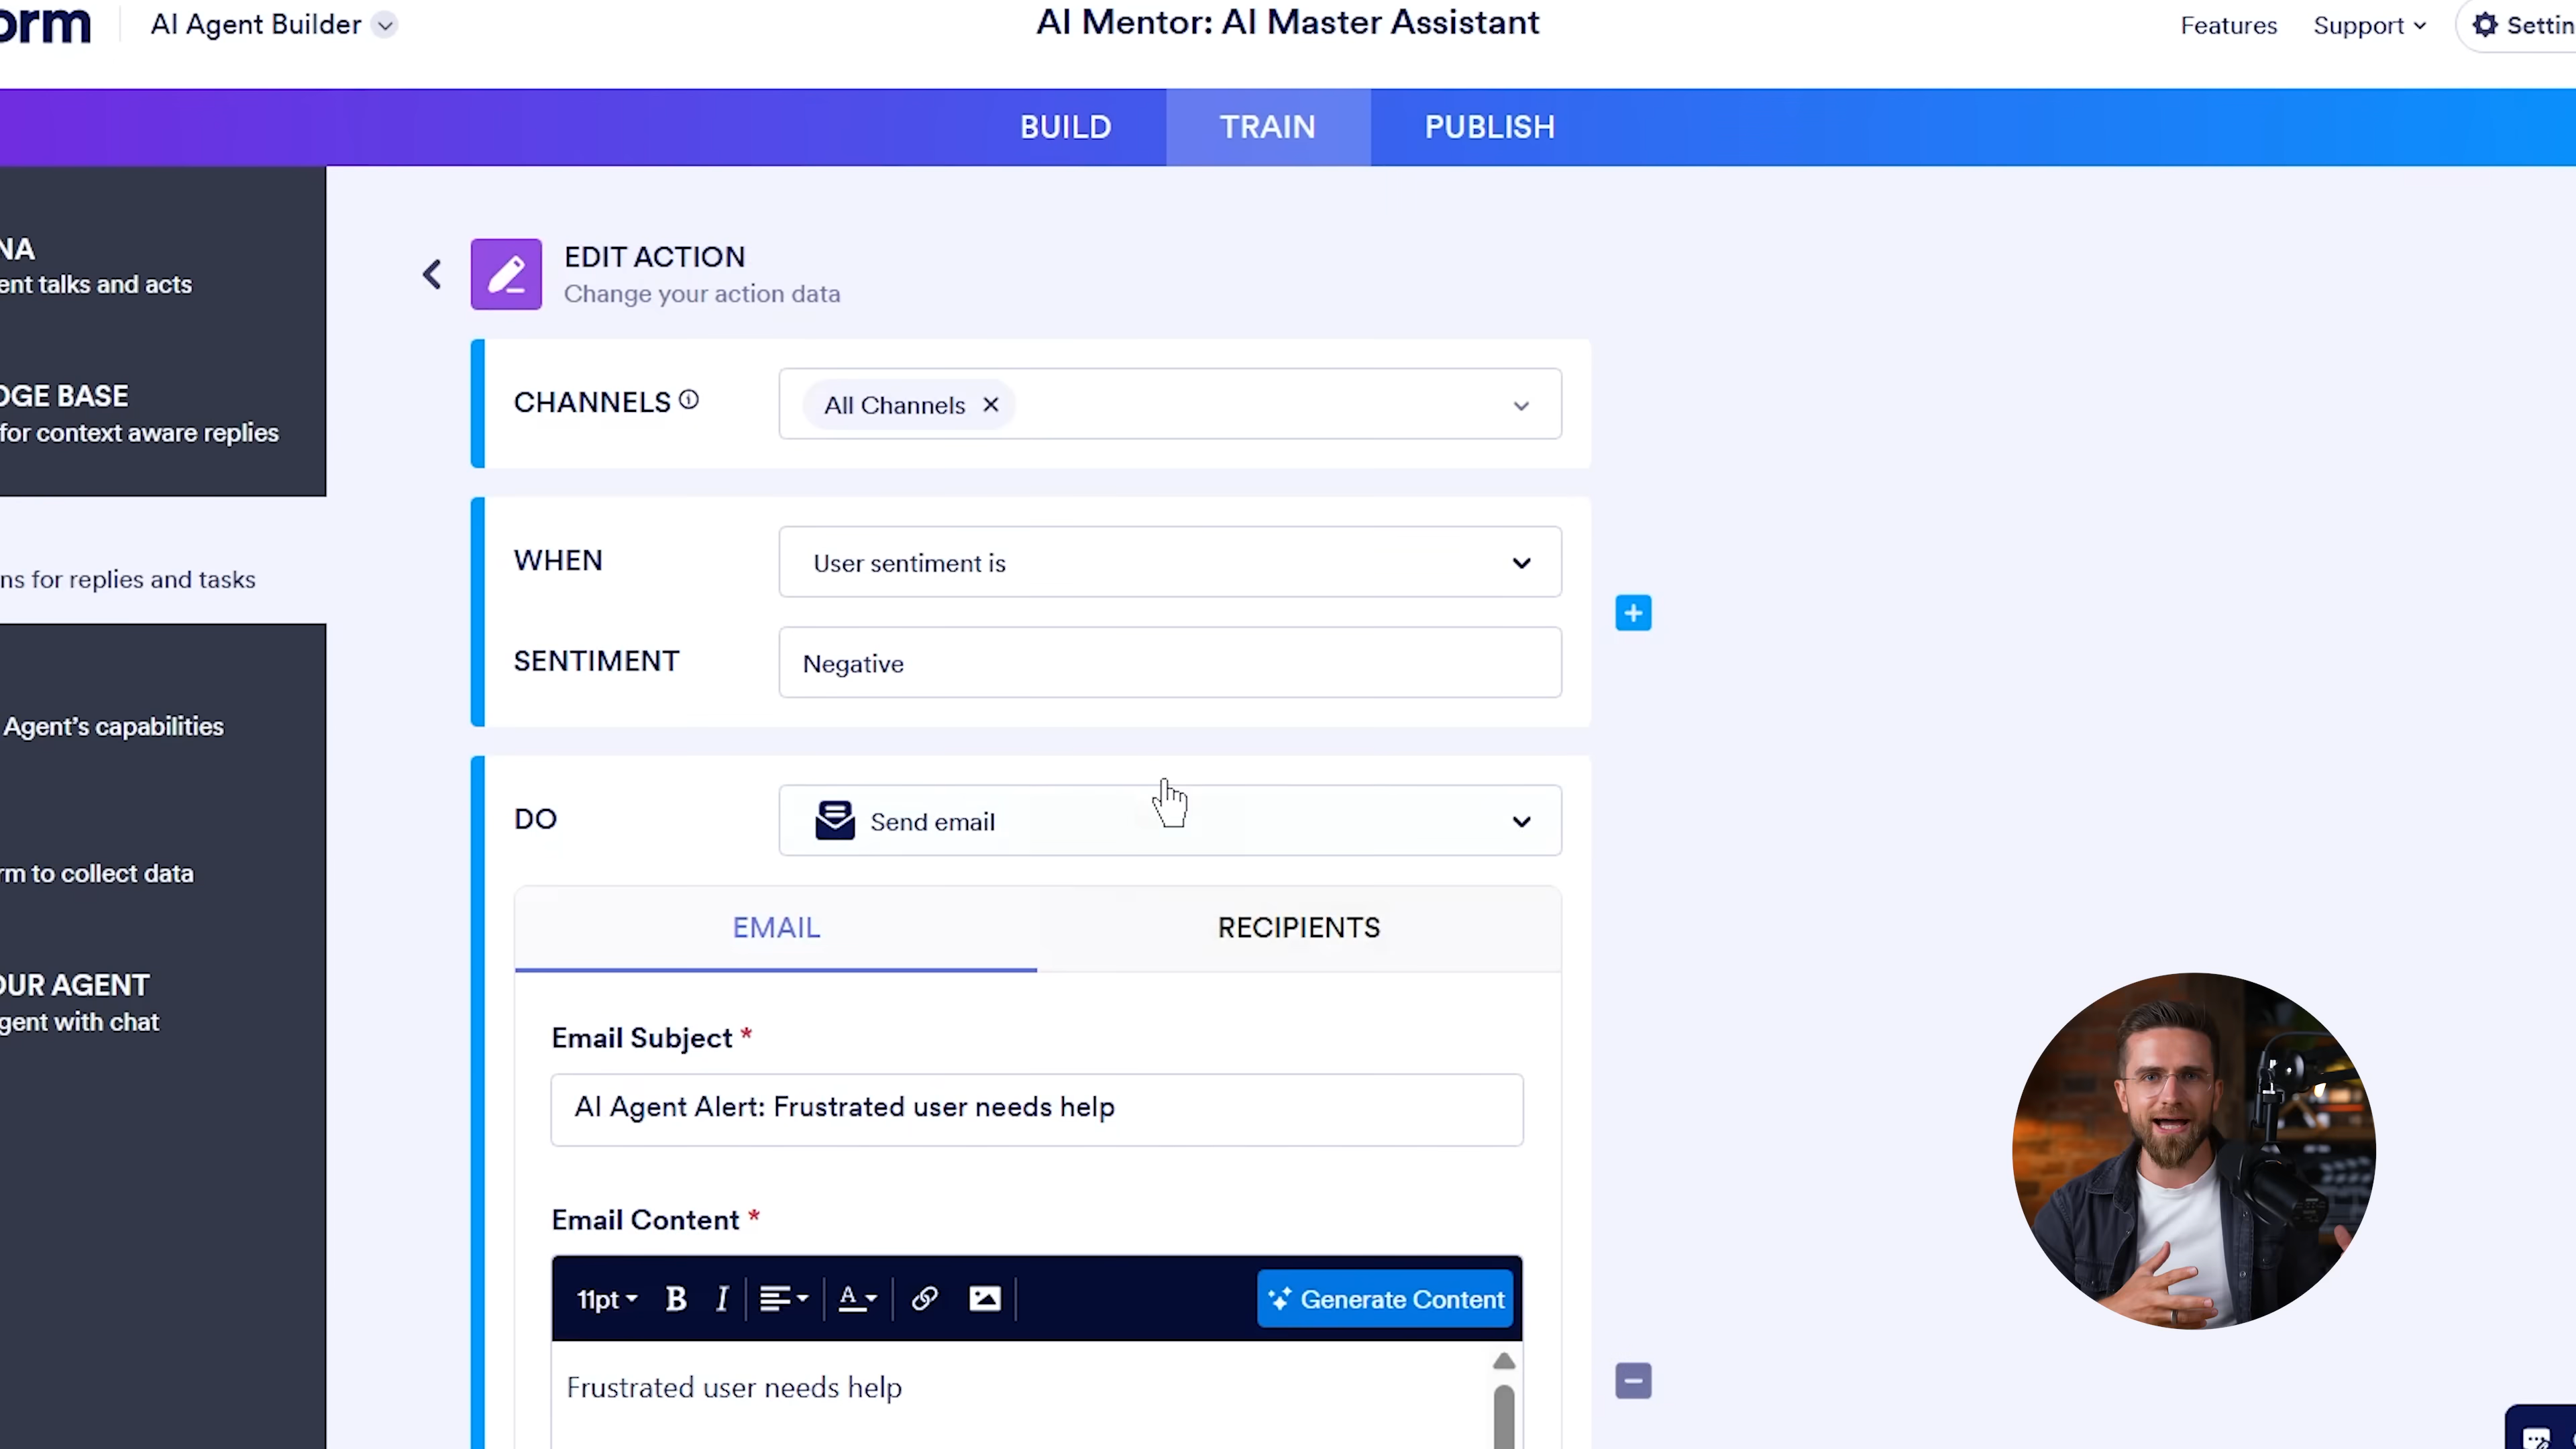 orm
AI Agent Builder
AI Mentor: AI Master Assistant
Features
Support
Settin
BUILD
TRAIN
PUBLISH
NA
ent talks and acts
DGE BASE
for context aware replies
ns for replies and tasks
Agent's capabilities
rm to collect data
OUR AGENT
gent with chat
EDIT ACTION
Change your action data
CHANNELS
All Channels
WHEN
User sentiment is
SENTIMENT
Negative
DO
Send email
EMAIL
RECIPIENTS
Email Subject *
AI Agent Alert: Frustrated user needs help
Email Content *
11pt
B
I
A
Generate Content
Frustrated user needs help